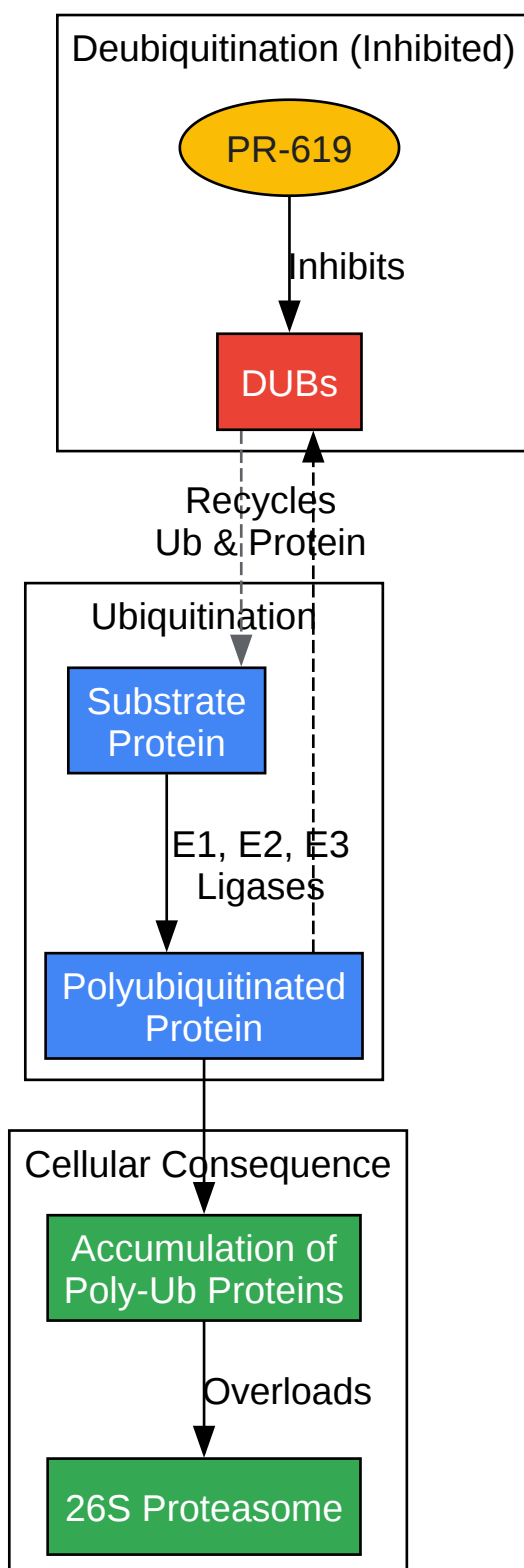 Deubiquitination (Inhibited)
PR-619
Inhibits
DUBs
Recycles
Ub & Protein
Ubiquitination
Substrate
Protein
E1, E2, E3
Ligases
Polyubiquitinated
Protein
Cellular Consequence
Accumulation of
Poly-Ub Proteins
Overloads
26S Proteasome